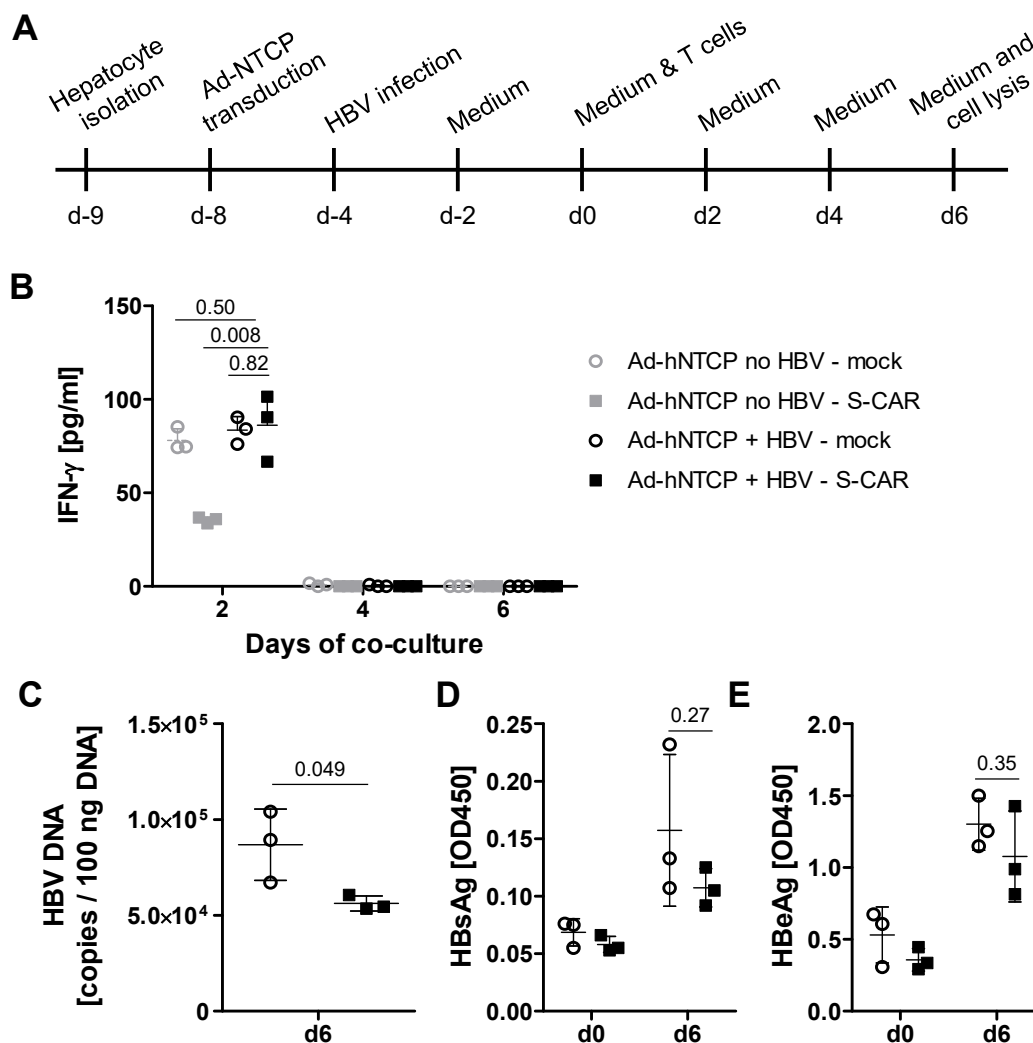 A
Hepatocyte
isolation
Ad-NTCP
transduction
HBV infection
Medium
Medium & T cells
Medium
Medium
Medium and
cell lysis
d-9
d-8
d-4
d-2
d0
d2
d4
d6
B
IFN-γ [pg/ml]
150
100
50
0
0.50
0.008
0.82
2
4
6
Days of co-culture
Ad-hNTCP no HBV - mock
Ad-hNTCP no HBV - S-CAR
Ad-hNTCP + HBV - mock
Ad-hNTCP + HBV - S-CAR
C
HBV DNA
[copies / 100 ng DNA]
1.5×10⁵
1.0×10⁵
5.0×10⁴
0
0.049
d6
D
HBsAg [OD450]
0.25
0.20
0.15
0.10
0.05
0.00
0.27
d0
d6
E
HBeAg [OD450]
2.0
1.5
1.0
0.5
0.0
0.35
d0
d6